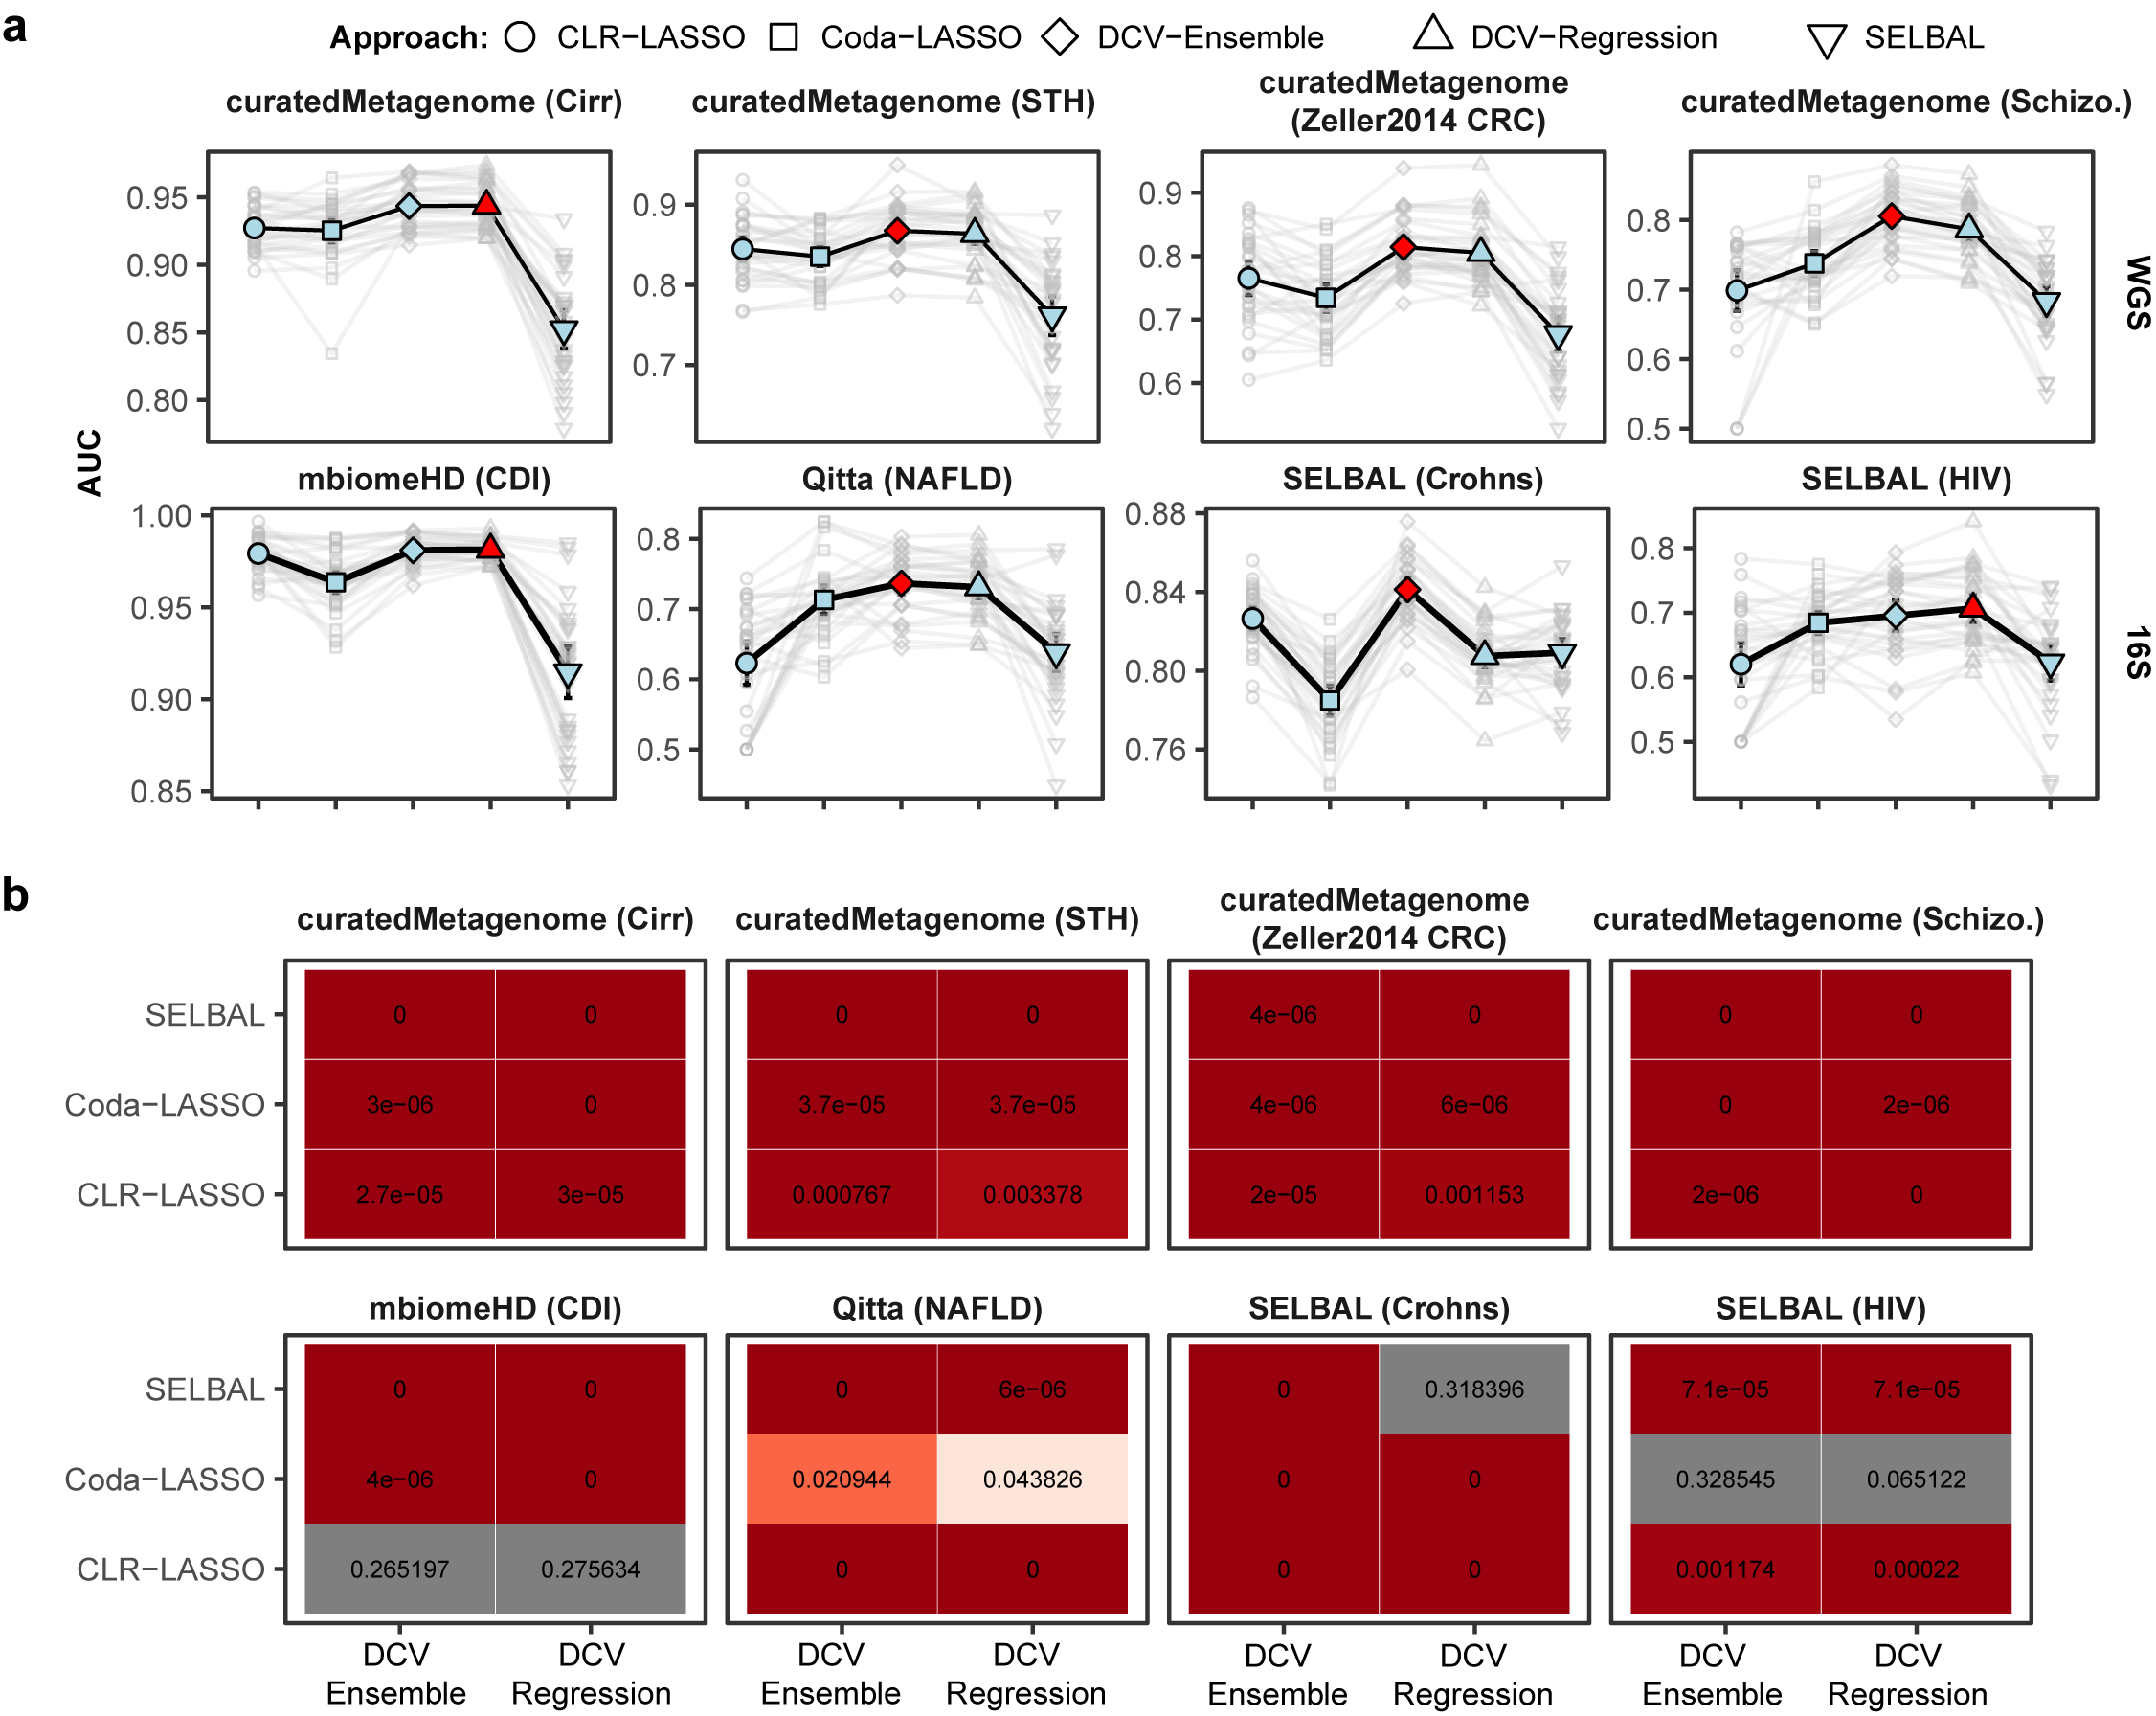 a
Approach: CLR−LASSO Coda−LASSO DCV−Ensemble DCV−Regression SELBAL
curatedMetagenome (Cirr) curatedMetagenome (STH) curatedMetagenome (Zeller2014 CRC) curatedMetagenome (Schizo.)
0.95 0.90 0.85 0.80
0.9 0.8 0.7
0.9 0.8 0.7 0.6
0.8 0.7 0.6 0.5
WGS
AUC
mbiomeHD (CDI) Qitta (NAFLD) SELBAL (Crohns) SELBAL (HIV)
1.00 0.95 0.90 0.85
0.8 0.7 0.6 0.5
0.88 0.84 0.80 0.76
0.8 0.7 0.6 0.5
16S
b
curatedMetagenome (Cirr) curatedMetagenome (STH) curatedMetagenome (Zeller2014 CRC) curatedMetagenome (Schizo.)
SELBAL 0 0 0 0 4e−06 0 0 0
Coda−LASSO 3e−06 0 3.7e−05 3.7e−05 4e−06 6e−06 0 2e−06
CLR−LASSO 2.7e−05 3e−05 0.000767 0.003378 2e−05 0.001153 2e−06 0
mbiomeHD (CDI) Qitta (NAFLD) SELBAL (Crohns) SELBAL (HIV)
SELBAL 0 0 0 6e−06 0 0.318396 7.1e−05 7.1e−05
Coda−LASSO 4e−06 0 0.020944 0.043826 0 0 0.328545 0.065122
CLR−LASSO 0.265197 0.275634 0 0 0 0 0.001174 0.00022
DCV DCV DCV DCV DCV DCV DCV DCV
Ensemble Regression Ensemble Regression Ensemble Regression Ensemble Regression